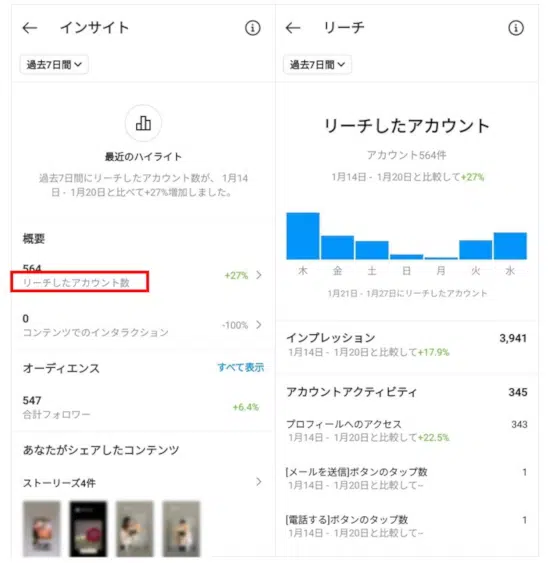 インサイト
過去7日間
最近のハイライト
過去7日間にリーチしたアカウント数が、1月14
日 - 1月20日と比べて+27%増加しました。
概要
564
リーチしたアカウント数
+27%
0
コンテンツでのインタラクション
-100%
オーディエンス
すべて表示
547
合計フォロワー
+6.4%
あなたがシェアしたコンテンツ
ストーリーズ4件
リーチ
過去7日間
リーチしたアカウント
アカウント564件
1月14日 - 1月20日と比較して+27%
木 金 土 日 月 火 水
1月21日 - 1月27日にリーチしたアカウント
インプレッション 3,941
1月14日 - 1月20日と比較して+17.9%
アカウントアクティビティ 345
プロフィールへのアクセス 343
1月14日 - 1月20日と比較して+22.5%
[メールを送信]ボタンのタップ数 1
1月14日 - 1月20日と比較して--
[電話する]ボタンのタップ数 1
1月14日 - 1月20日と比較して--